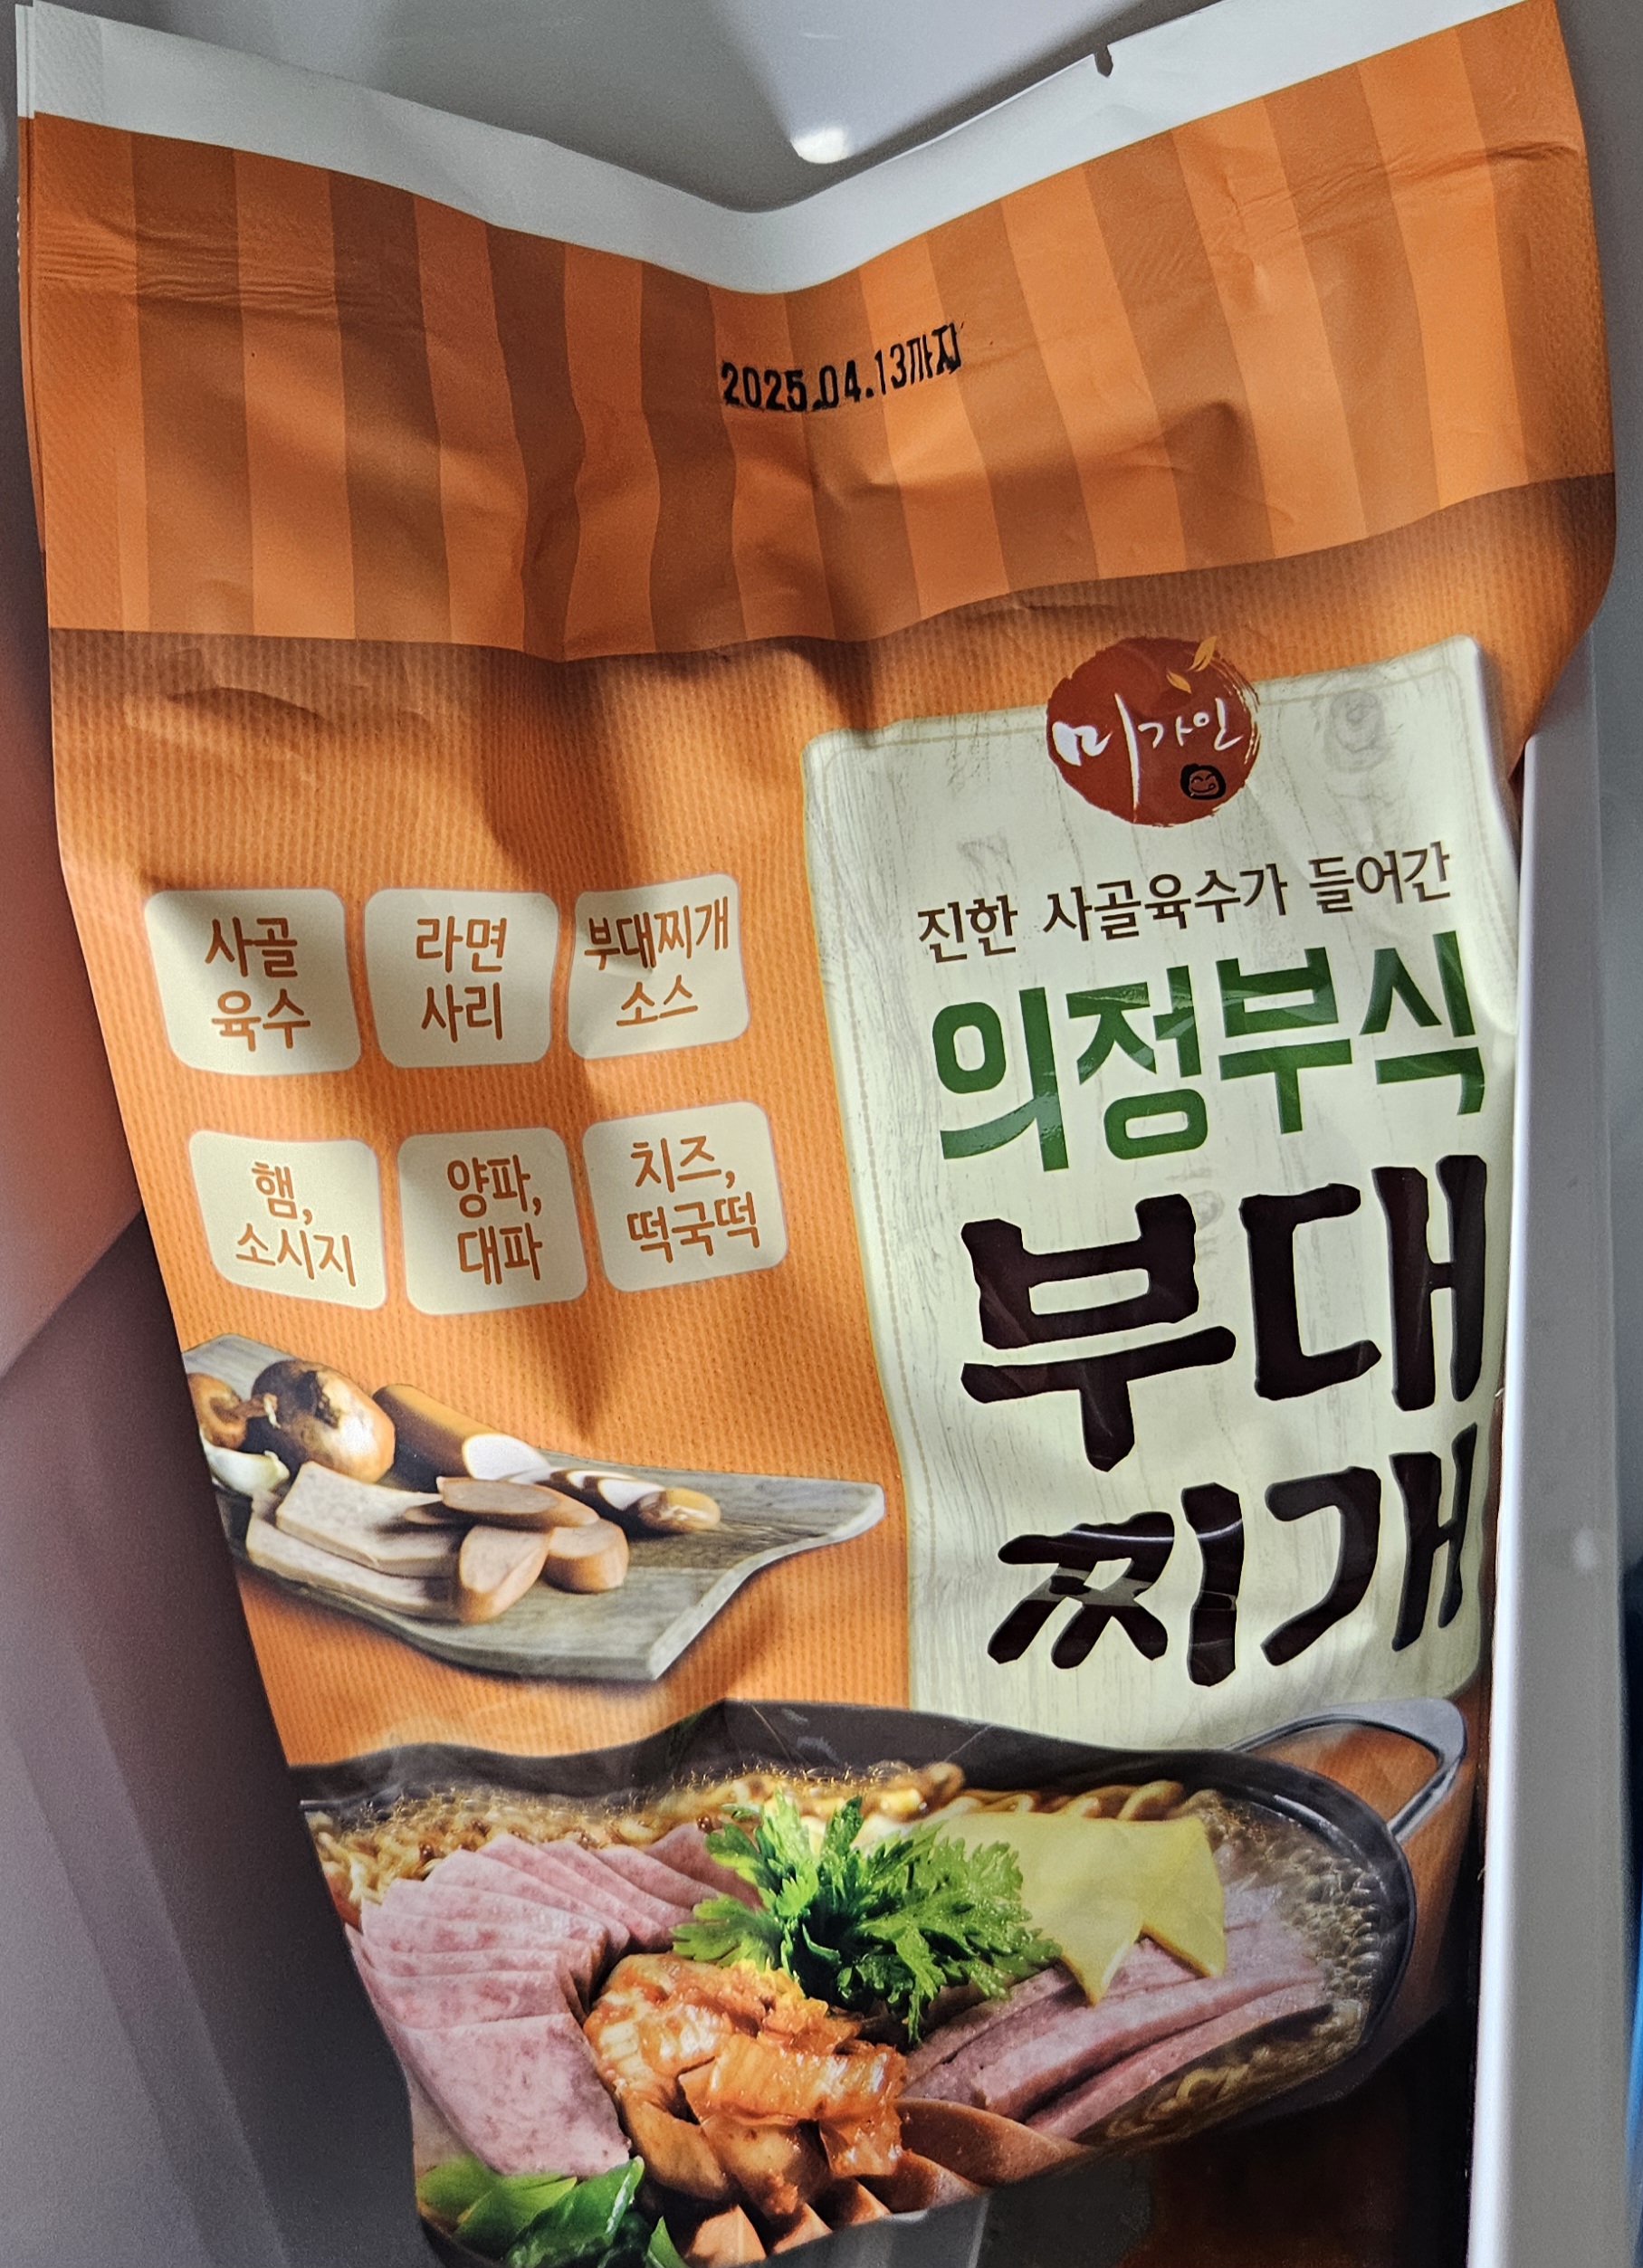 2025.04.13까지
미가인
진한 사골육수가 들어간
의정부식
부대
찌개
사골
육수
라면
사리
부대찌개
소스
햄,
소시지
양파,
대파
치즈,
떡국떡